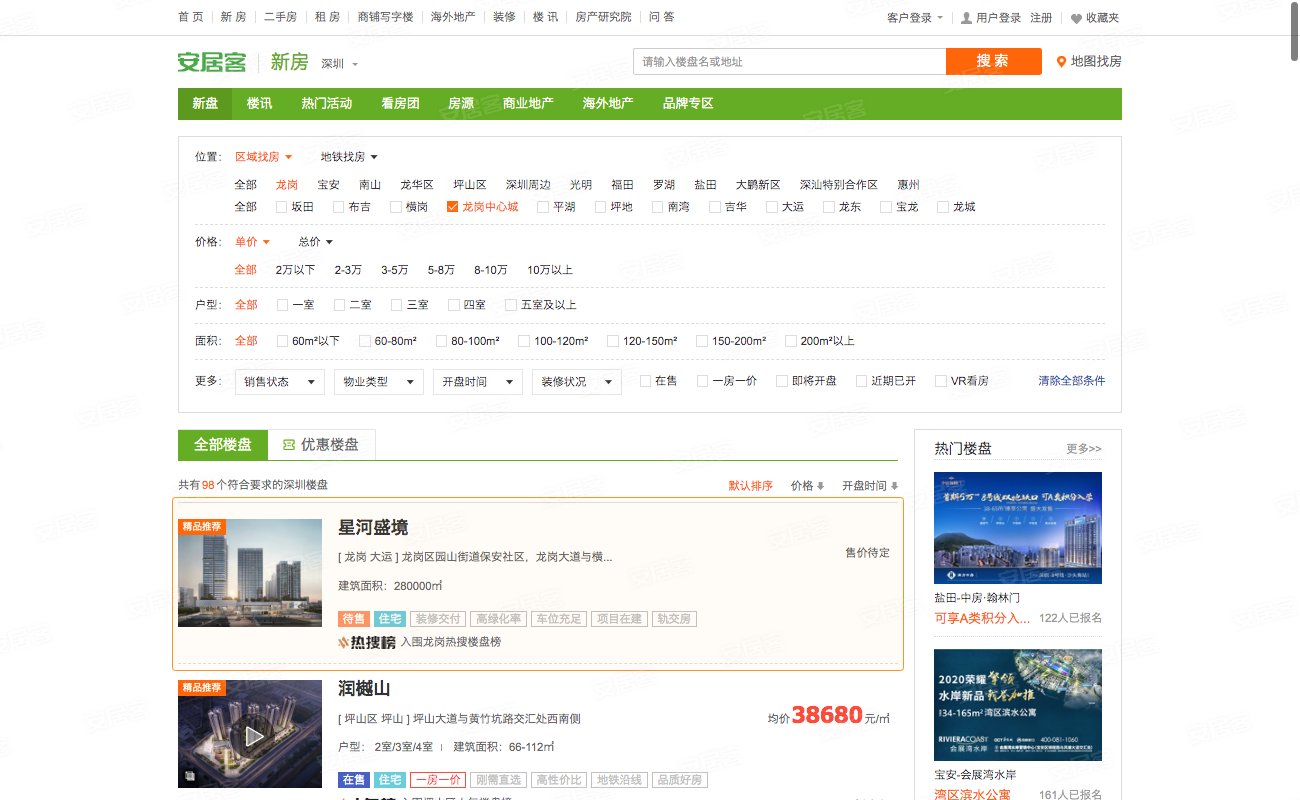 首 页 新 房 二手房 租 房 商铺写字楼 海外地产 装修 楼 讯 房产研究院 问 答 客户登录 用户登录 注册 收藏夹
安居客 新房 深圳 请输入楼盘名或地址 搜 索 地图找房
新盘 楼讯 热门活动 看房团 房源 商业地产 海外地产 品牌专区
位置： 区域找房 地铁找房
全部 龙岗 宝安 南山 龙华区 坪山区 深圳周边 光明 福田 罗湖 盐田 大鹏新区 深汕特别合作区 惠州
全部 坂田 布吉 横岗 龙岗中心城 平湖 坪地 南湾 吉华 大运 龙东 宝龙 龙城
价格： 单价 总价
全部 2万以下 2-3万 3-5万 5-8万 8-10万 10万以上
户型： 全部 一室 二室 三室 四室 五室及以上
面积： 全部 60m²以下 60-80m² 80-100m² 100-120m² 120-150m² 150-200m² 200m²以上
更多： 销售状态 物业类型 开盘时间 装修状况 在售 一房一价 即将开盘 近期已开 VR看房 清除全部条件
全部楼盘 优惠楼盘
共有98个符合要求的深圳楼盘 默认排序 价格 开盘时间
精品推荐
星河盛境
[ 龙岗 大运 ] 龙岗区园山街道保安社区，龙岗大道与横... 售价待定
建筑面积：280000㎡
待售 住宅 装修交付 高绿化率 车位充足 项目在建 轨交房
热搜榜 入围龙岗热搜楼盘榜
精品推荐
润樾山
[ 坪山区 坪山 ] 坪山大道与黄竹坑路交汇处西南侧 均价38680元/㎡
户型： 2室/3室/4室 建筑面积：66-112㎡
在售 住宅 一房一价 刚需直选 高性价比 地铁沿线 品质好房
热门楼盘 更多>>
盐田-中房·翰林门
可享A类积分入... 122人已报名
2020荣耀擎领
水岸新品 我荟加推
134-165m²湾区滨水公寓
RIVIERACOAST
会展湾水岸
400-081-1060
宝安-会展湾水岸
湾区滨水公寓 161人已报名